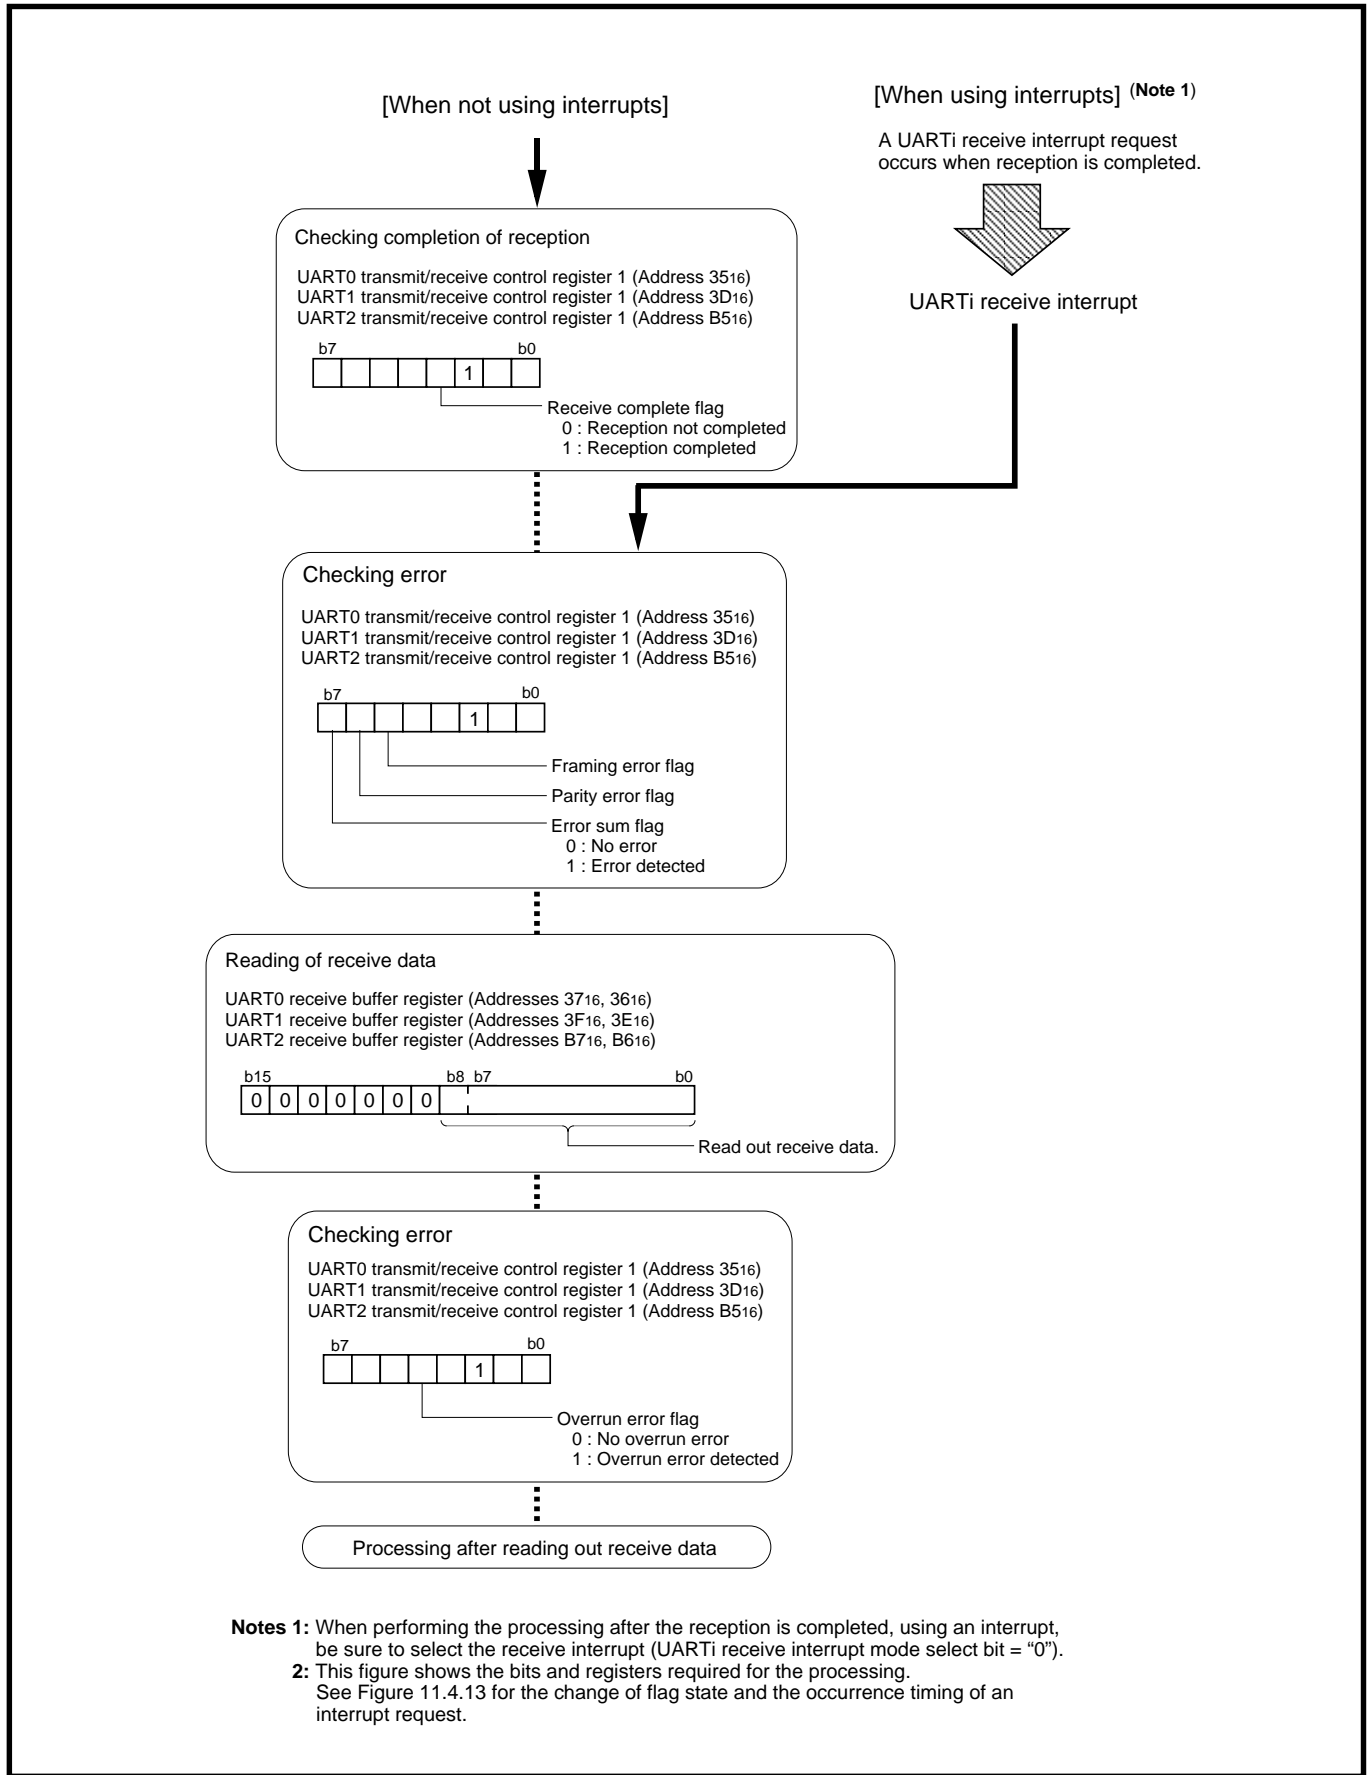 [When not using interrupts]
[When using interrupts] (Note 1)
A UARTi receive interrupt request
occurs when reception is completed.
UARTi receive interrupt
Checking completion of reception
UART0 transmit/receive control register 1 (Address 3516)
UART1 transmit/receive control register 1 (Address 3D16)
UART2 transmit/receive control register 1 (Address B516)
b7 b0
1
Receive complete flag
0 : Reception not completed
1 : Reception completed
Checking error
UART0 transmit/receive control register 1 (Address 3516)
UART1 transmit/receive control register 1 (Address 3D16)
UART2 transmit/receive control register 1 (Address B516)
b7 b0
1
Framing error flag
Parity error flag
Error sum flag
0 : No error
1 : Error detected
Reading of receive data
UART0 receive buffer register (Addresses 3716, 3616)
UART1 receive buffer register (Addresses 3F16, 3E16)
UART2 receive buffer register (Addresses B716, B616)
b15 b8 b7 b0
0 0 0 0 0 0 0
Read out receive data.
Checking error
UART0 transmit/receive control register 1 (Address 3516)
UART1 transmit/receive control register 1 (Address 3D16)
UART2 transmit/receive control register 1 (Address B516)
b7 b0
1
Overrun error flag
0 : No overrun error
1 : Overrun error detected
Processing after reading out receive data
Notes 1: When performing the processing after the reception is completed, using an interrupt,
be sure to select the receive interrupt (UARTi receive interrupt mode select bit = “0”).
2: This figure shows the bits and registers required for the processing.
See Figure 11.4.13 for the change of flag state and the occurrence timing of an
interrupt request.